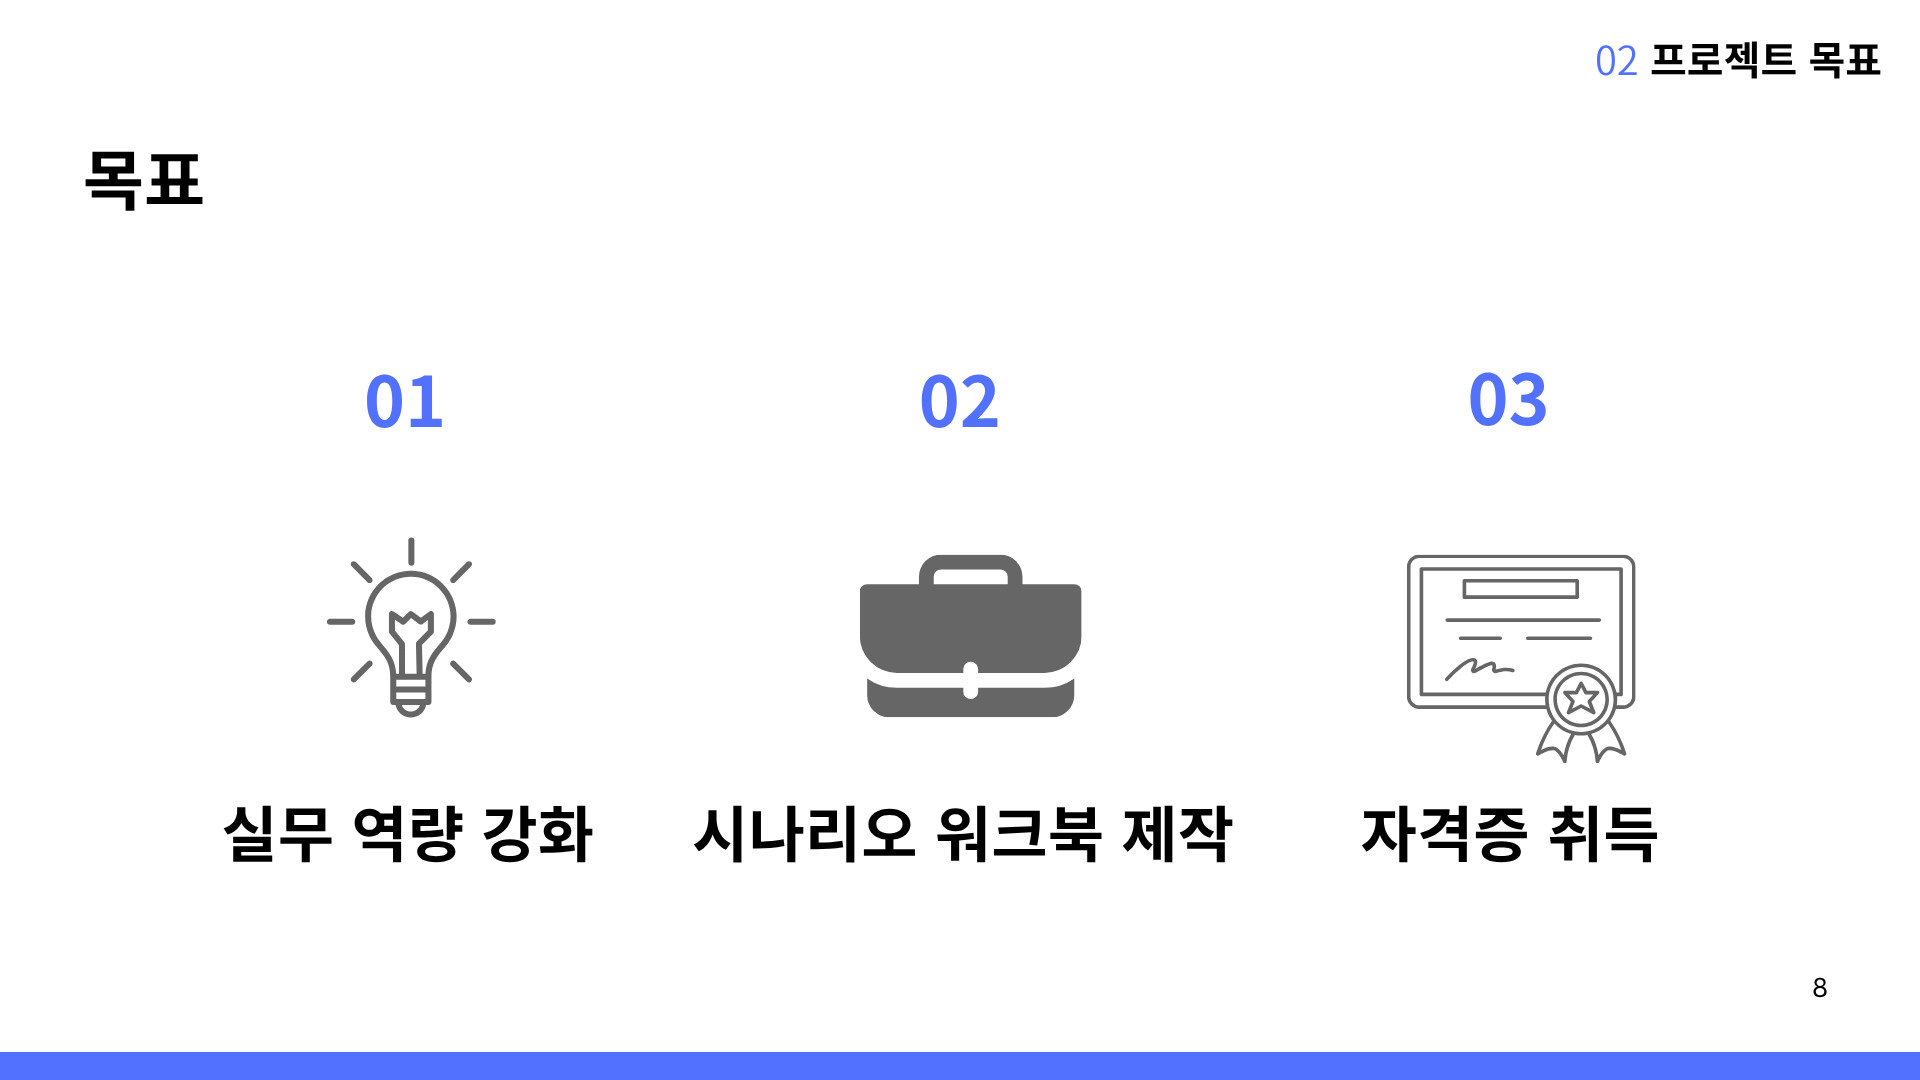 02 프로젝트 목표
목표
01
02
03
실무 역량 강화
시나리오 워크북 제작
자격증 취득
8